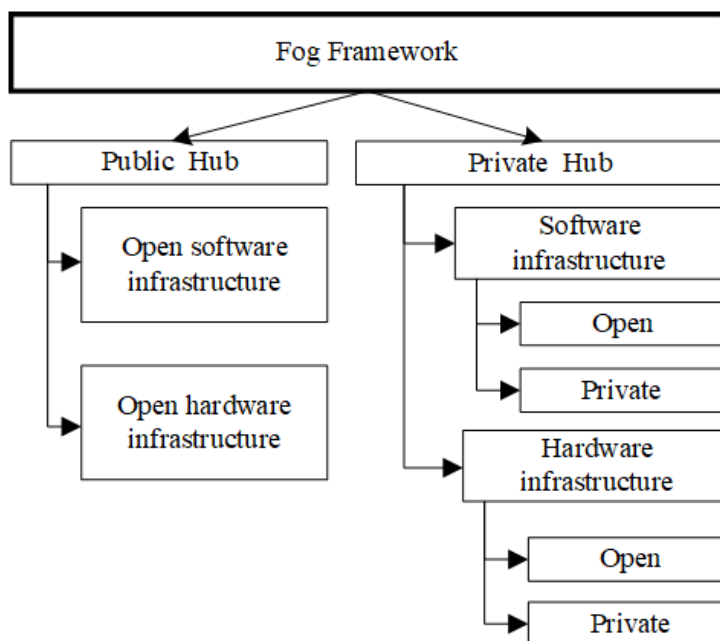 Fog Framework
Public Hub
Private Hub
Open software
infrastructure
Open hardware
infrastructure
Software
infrastructure
Open
Private
Hardware
infrastructure
Open
Private